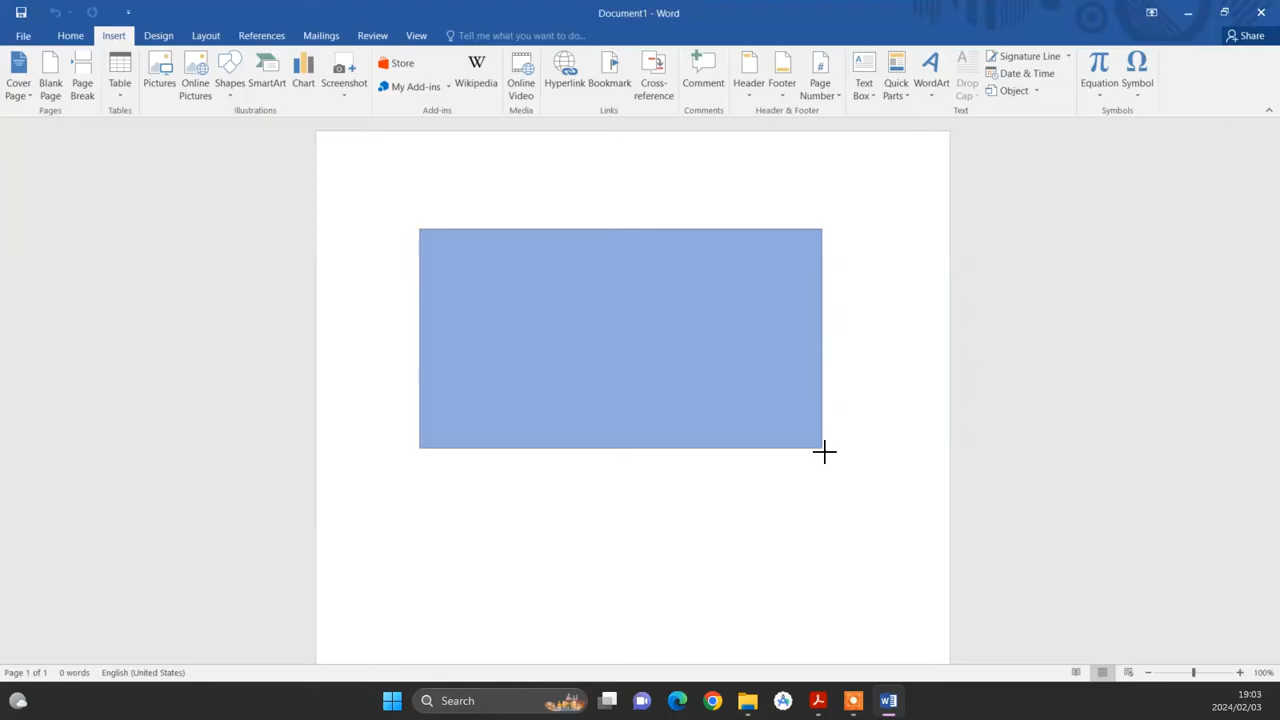 Document1 - Word
File Home Insert Design Layout References Mailings Review View Tell me what you want to do... Share
Cover Page Blank Page Page Break
Pages
Table
Tables
Pictures Online Pictures Shapes SmartArt Chart Screenshot
Illustrations
Store
My Add-ins
Wikipedia
Add-ins
Online Video
Media
Hyperlink Bookmark Cross-reference
Links
Comment
Comments
Header Footer Page Number
Header & Footer
Text Box Quick Parts WordArt Drop Cap
Signature Line
Date & Time
Object
Text
Equation Symbol
Symbols
Page 1 of 1 0 words English (United States) 100%
Search
19:03
2024/02/03